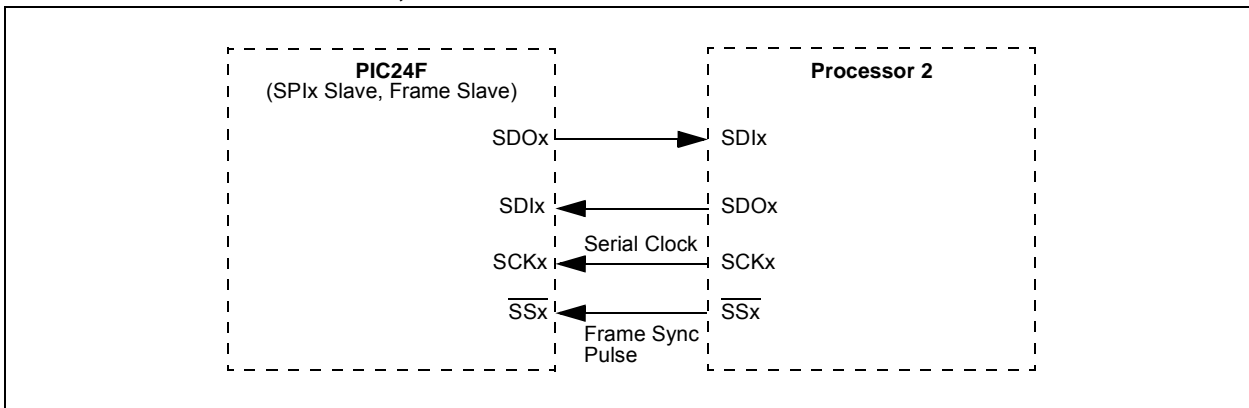 PIC24F
(SPIx Slave, Frame Slave)
Processor 2
SDOx
SDIx
SDIx
SDOx
Serial Clock
SCKx
SCKx
SSx
SSx
Frame Sync
Pulse